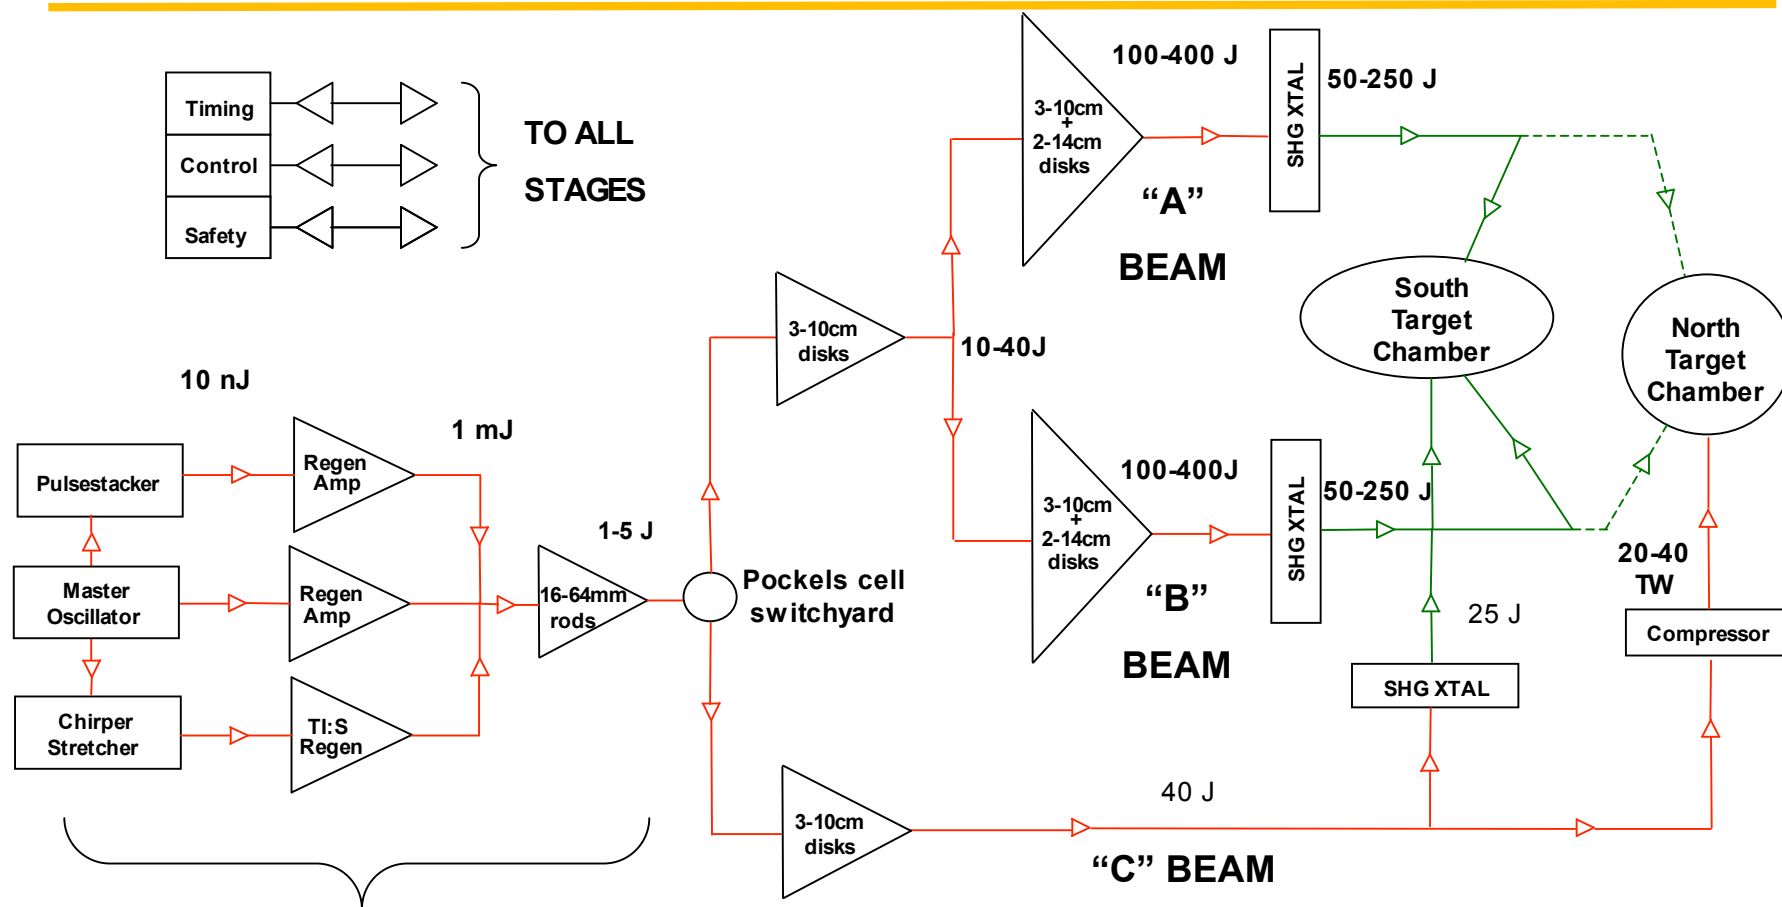 Timing
Control
Safety
TO ALL
STAGES
100-400 J
50-250 J
3-10cm
+
2-14cm
disks
SHG XTAL
“A”
BEAM
South
Target
Chamber
North
Target
Chamber
3-10cm
disks
10-40J
10 nJ
1 mJ
Pulsestacker
Regen
Amp
Master
Oscillator
Regen
Amp
Chirper
Stretcher
TI:S
Regen
1-5 J
16-64mm
rods
Pockels cell
switchyard
100-400J
50-250 J
3-10cm
+
2-14cm
disks
SHG XTAL
“B”
BEAM
20-40
TW
25 J
Compressor
SHG XTAL
3-10cm
disks
40 J
“C” BEAM